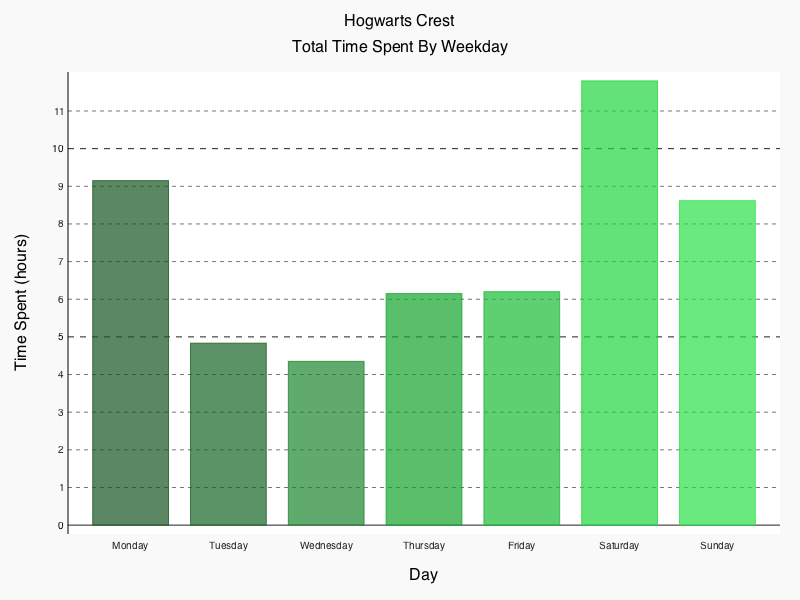 Hogwarts Crest
Total Time Spent By Weekday
Time Spent (hours)
11
10
9
8
7
6
5
4
3
2
1
0
Monday Tuesday Wednesday Thursday Friday Saturday Sunday
Day